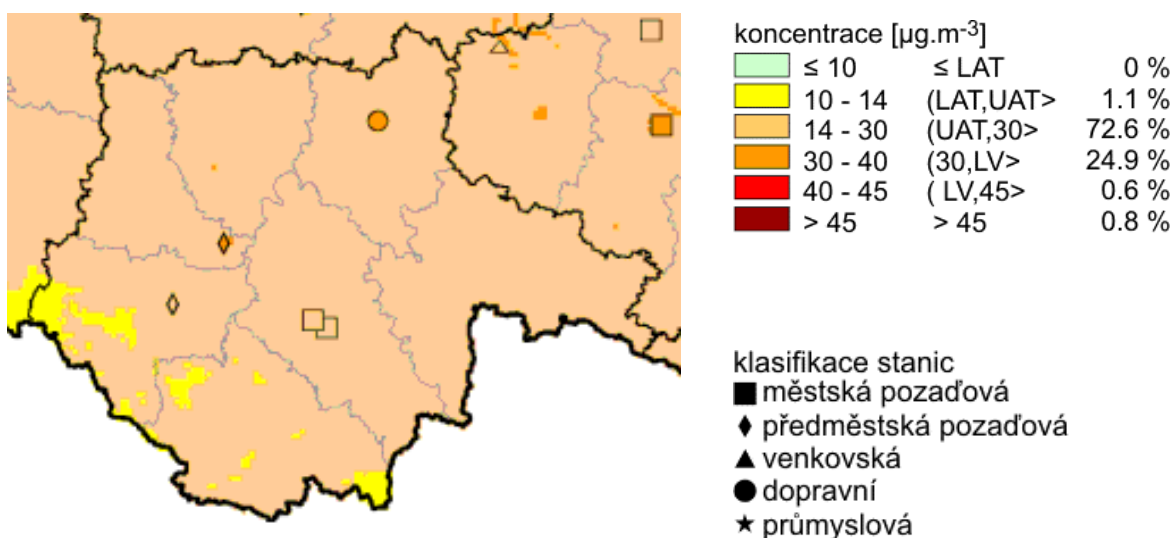 koncentrace [µg.m-3]
≤ 10 ≤ LAT 0 %
10 - 14 (LAT,UAT> 1.1 %
14 - 30 (UAT,30> 72.6 %
30 - 40 (30,LV> 24.9 %
40 - 45 ( LV,45> 0.6 %
> 45 > 45 0.8 %
klasifikace stanic
městská pozaďová
předměstská pozaďová
venkovská
dopravní
průmyslová